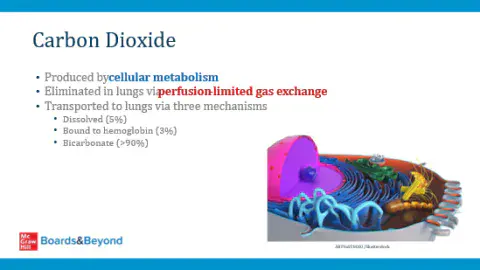 Carbon Dioxide
• Produced by cellular metabolism
• Eliminated in lungs via perfusion-limited gas exchange
• Transported to lungs via three mechanisms
• Dissolved (5%)
• Bound to hemoglobin (3%)
• Bicarbonate (>90%)
Mc
Graw
Hill
Boards&Beyond